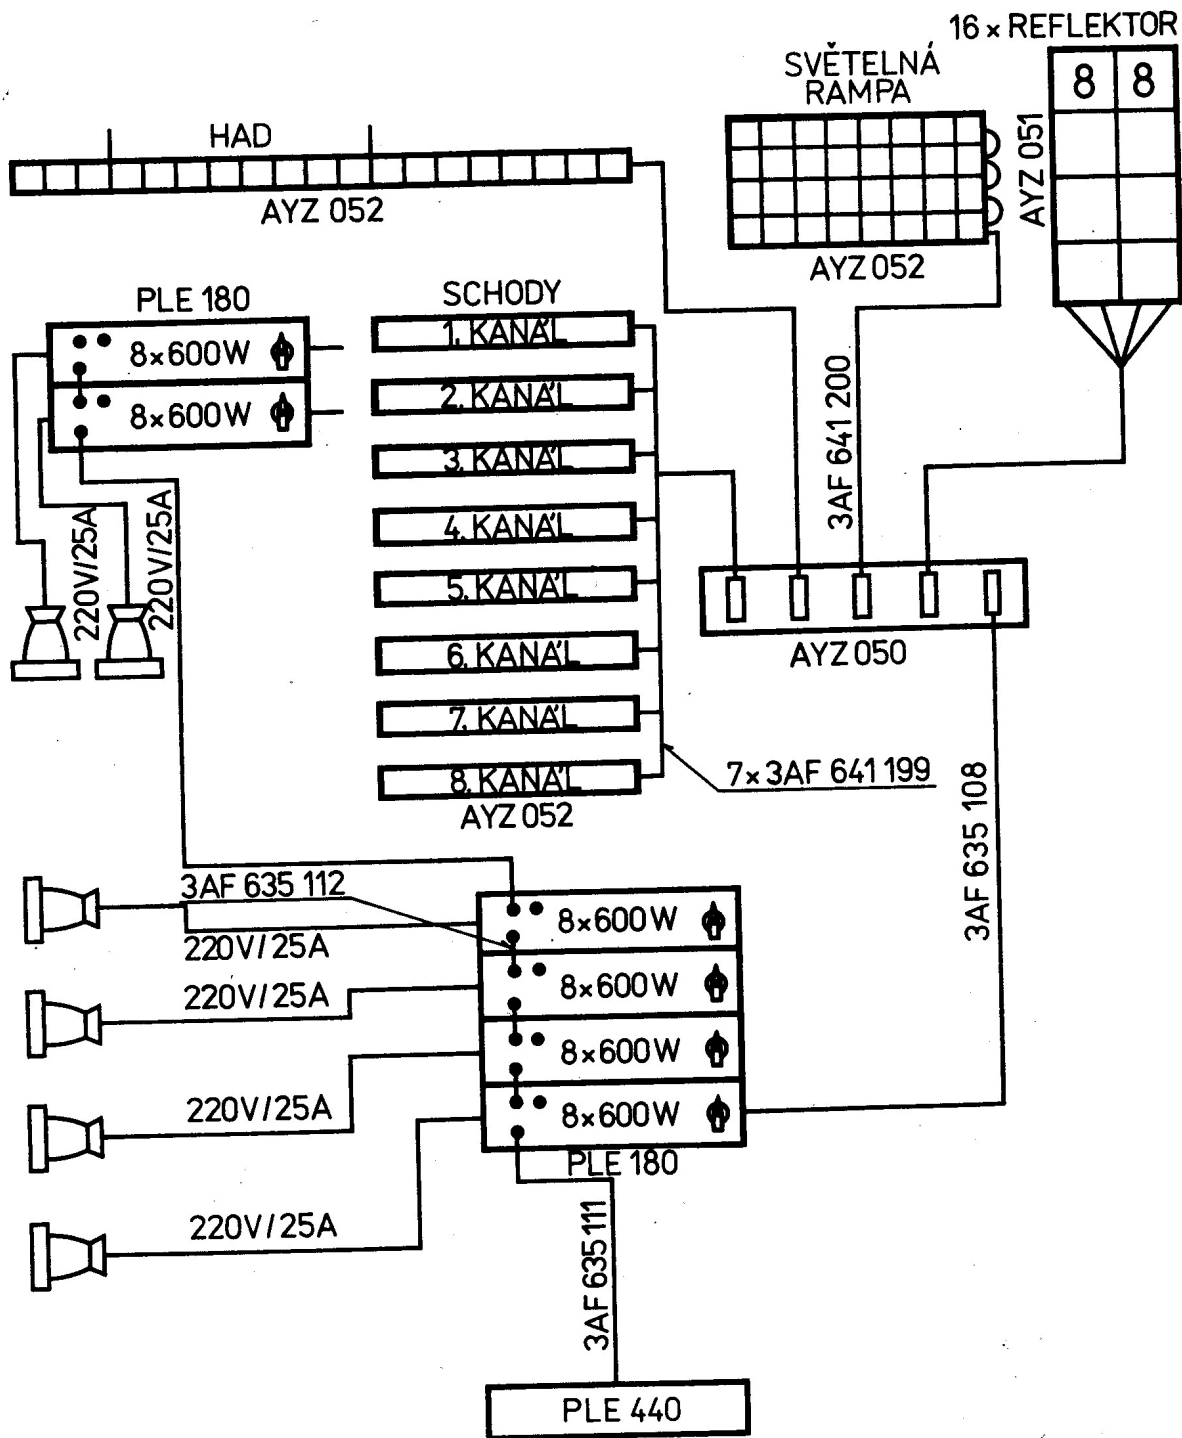 16 × REFLEKTOR
SVĚTELNÁ
RAMPA
8 8
AYZ 051
HAD
AYZ 052
AYZ 052
PLE 180
8×600W
8×600W
SCHODY
1. KANÁL
2. KANÁL
3. KANÁL
4. KANÁL
5. KANÁL
6. KANÁL
7. KANÁL
8. KANÁL
AYZ 052
3AF 641 200
220V/25A
220V/25A
AYZ 050
7× 3AF 641 199
3AF 635 108
3AF 635 112
220V/25A
220V/25A
220V/25A
220V/25A
8×600W
8×600W
8×600W
8×600W
PLE 180
3AF 635 111
PLE 440